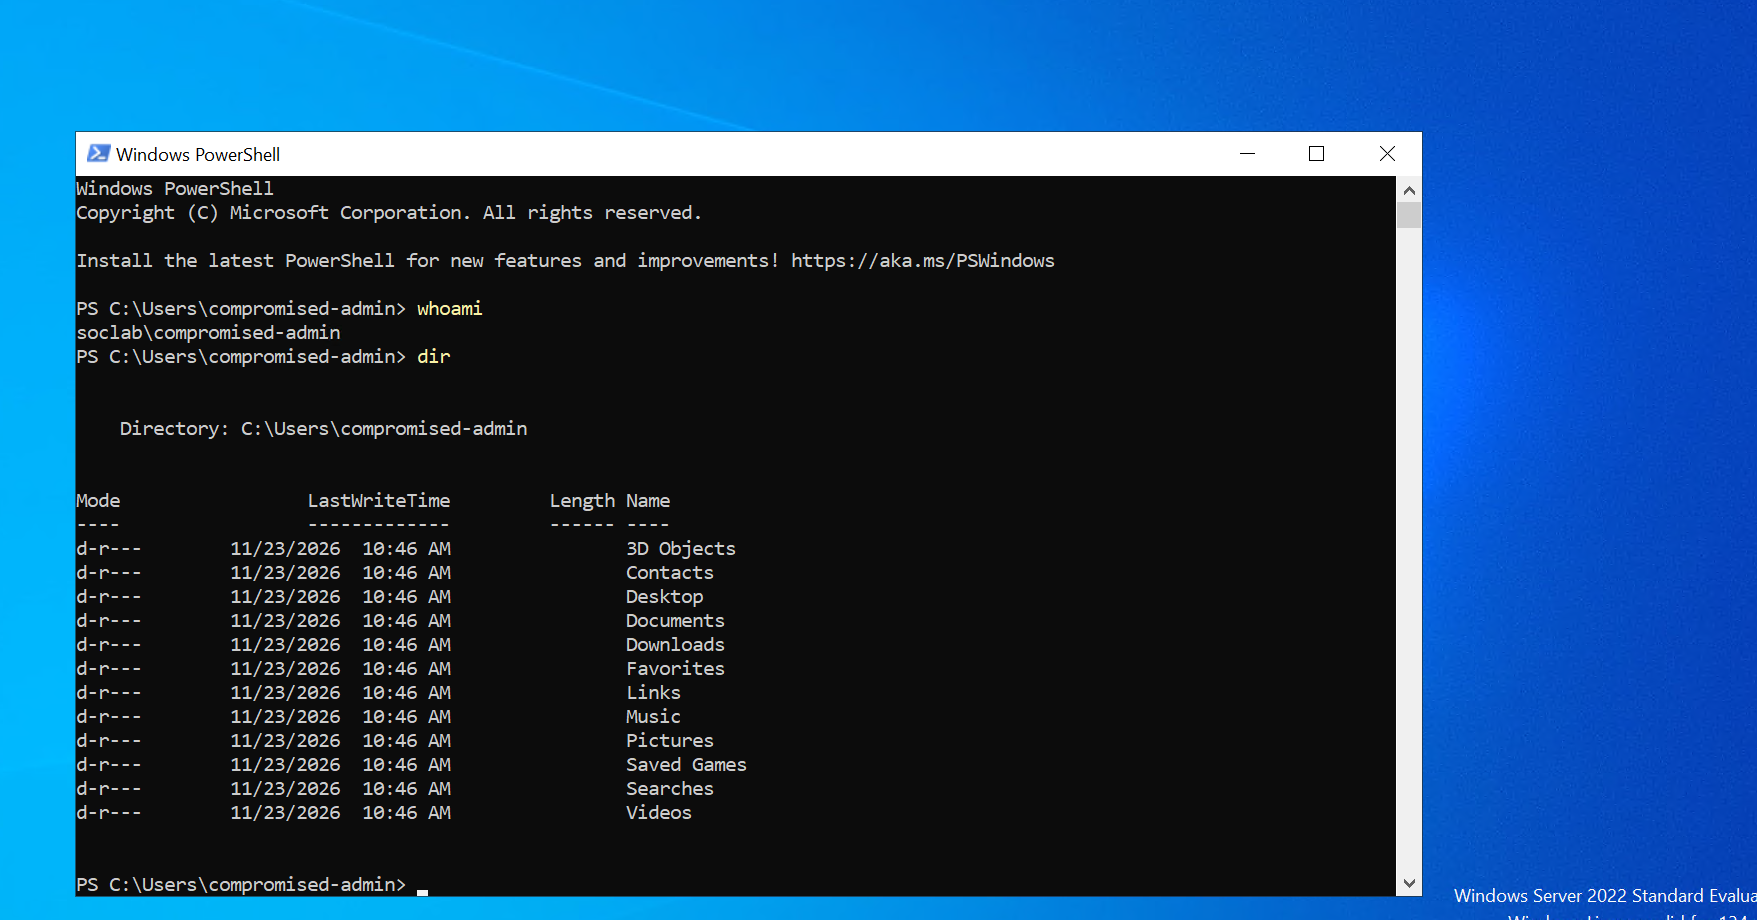 Windows PowerShell
Windows PowerShell
Copyright (C) Microsoft Corporation. All rights reserved.
Install the latest PowerShell for new features and improvements! https://aka.ms/PSWindows
PS C:\Users\compromised-admin> whoami
soclab\compromised-admin
PS C:\Users\compromised-admin> dir
    Directory: C:\Users\compromised-admin
Mode                 LastWriteTime         Length Name
----                 -------------         ------ ----
d-r---        11/23/2026  10:46 AM                3D Objects
d-r---        11/23/2026  10:46 AM                Contacts
d-r---        11/23/2026  10:46 AM                Desktop
d-r---        11/23/2026  10:46 AM                Documents
d-r---        11/23/2026  10:46 AM                Downloads
d-r---        11/23/2026  10:46 AM                Favorites
d-r---        11/23/2026  10:46 AM                Links
d-r---        11/23/2026  10:46 AM                Music
d-r---        11/23/2026  10:46 AM                Pictures
d-r---        11/23/2026  10:46 AM                Saved Games
d-r---        11/23/2026  10:46 AM                Searches
d-r---        11/23/2026  10:46 AM                Videos
PS C:\Users\compromised-admin>
Windows Server 2022 Standard Evalua